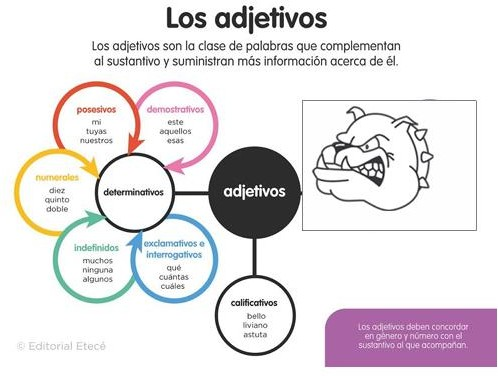 Los adjetivos
Los adjetivos son la clase de palabras que complementan
al sustantivo y suministran más información acerca de él.
posesivos
mi
tuyas
nuestros
demostrativos
este
aquellos
esas
numerales
diez
quinto
doble
determinativos
adjetivos
indefinidos
muchos
ninguna
algunos
exclamativos e
interrogativos
qué
cuántas
cuáles
calificativos
bello
liviano
astuta
Los adjetivos deben concordar
en género y número con el
sustantivo al que acompañan.
© Editorial Etecé